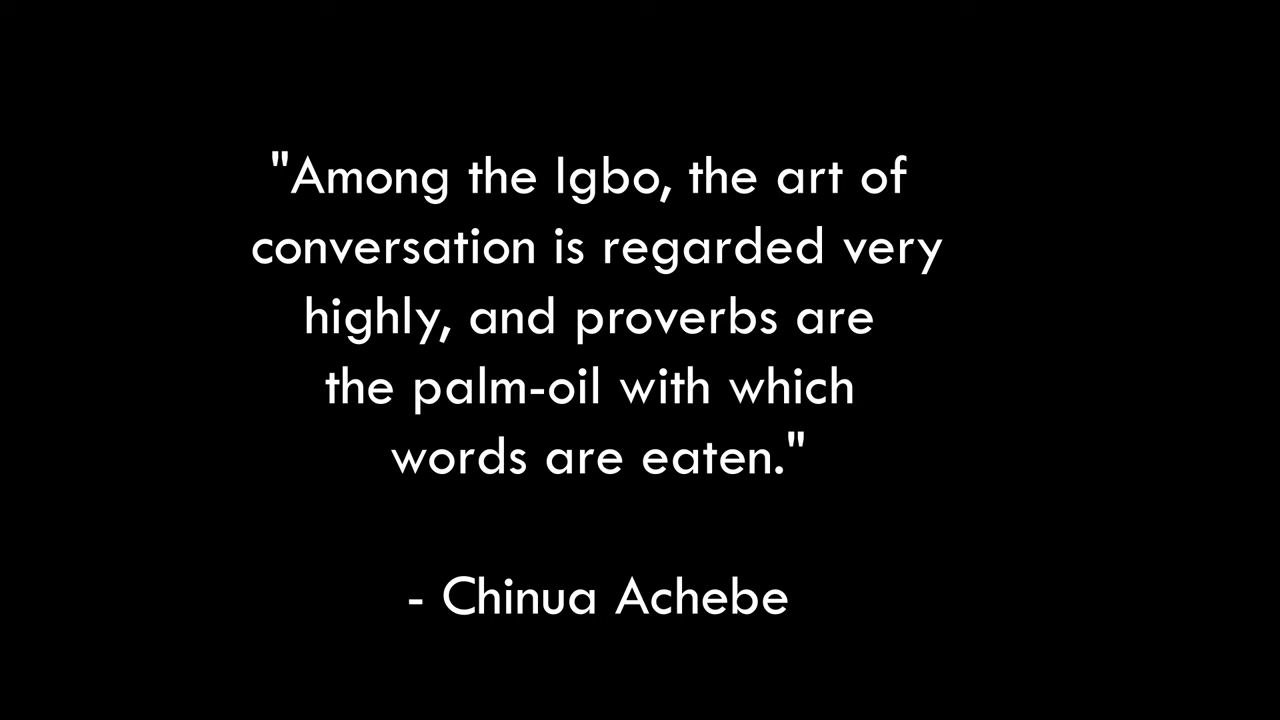 "Among the Igbo, the art of
conversation is regarded very
highly, and proverbs are
the palm-oil with which
words are eaten."
- Chinua Achebe